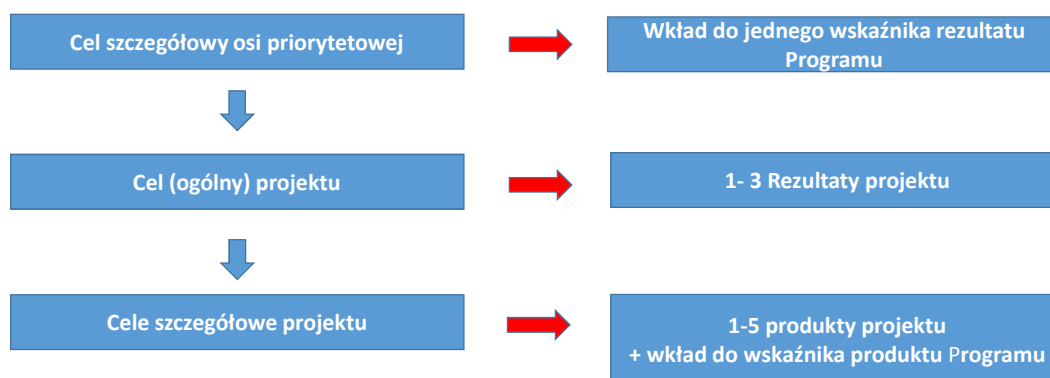 Cel szczegółowy osi priorytetowej
Wkład do jednego wskaźnika rezultatu
Programu
Cel (ogólny) projektu
1- 3 Rezultaty projektu
Cele szczegółowe projektu
1-5 produkty projektu
+ wkład do wskaźnika produktu Programu